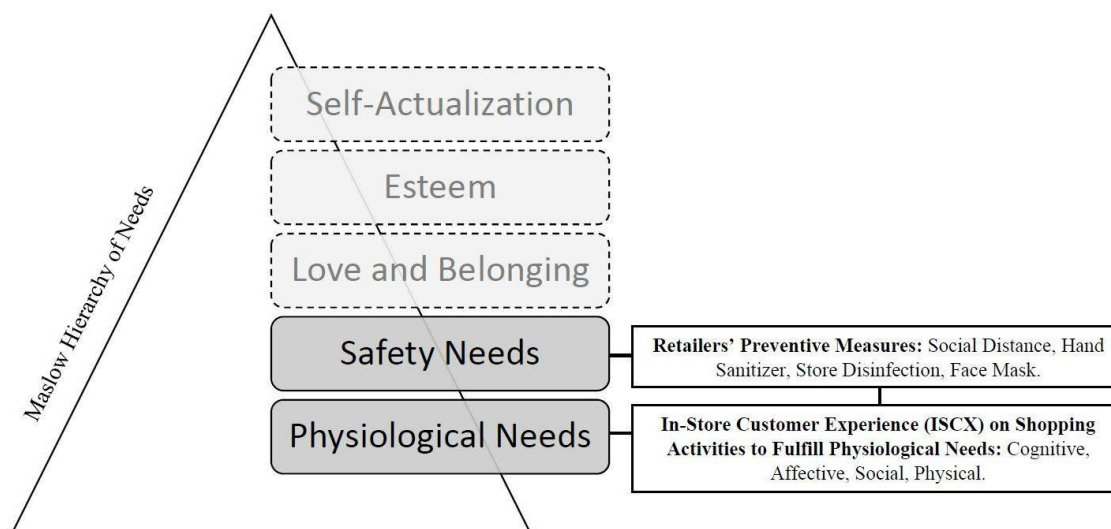 Maslow Hierarchy of Needs
Self-Actualization
Esteem
Love and Belonging
Safety Needs
Retailers’ Preventive Measures: Social Distance, Hand
Sanitizer, Store Disinfection, Face Mask.
Physiological Needs
In-Store Customer Experience (ISCX) on Shopping
Activities to Fulfill Physiological Needs: Cognitive,
Affective, Social, Physical.